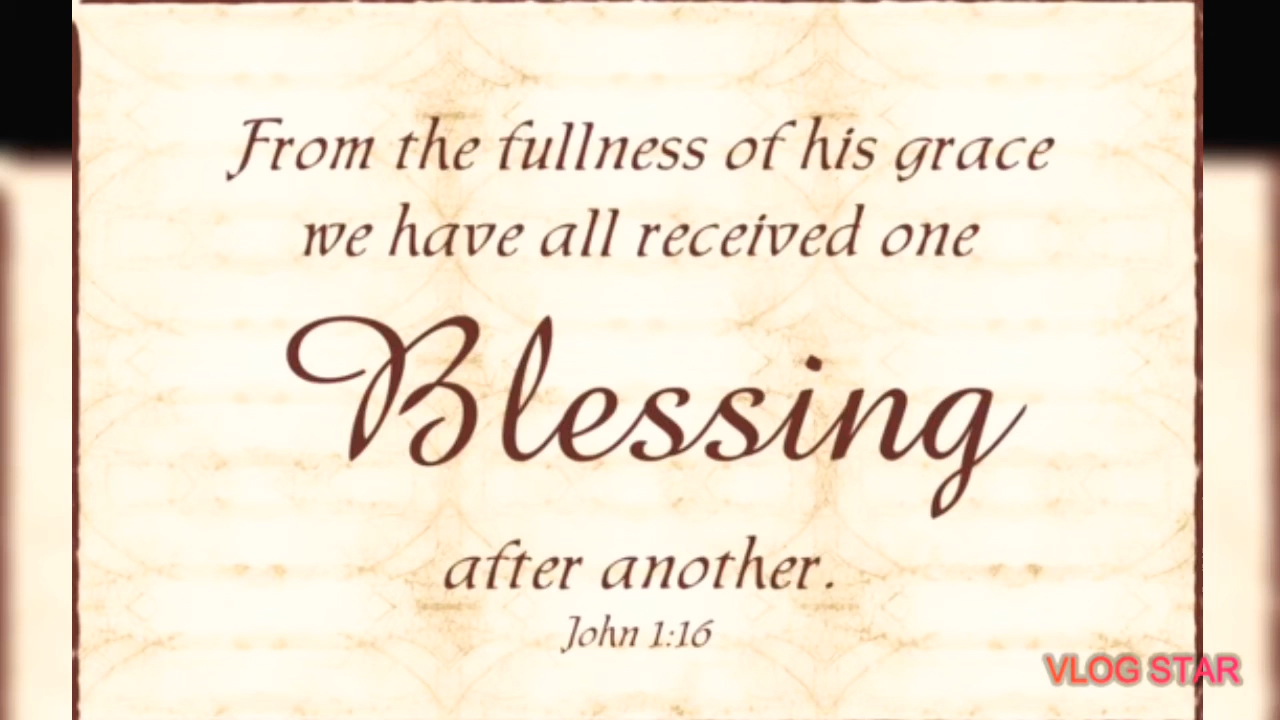 From the fullness of his grace
we have all received one
Blessing
after another.
John 1:16
VLOG STAR